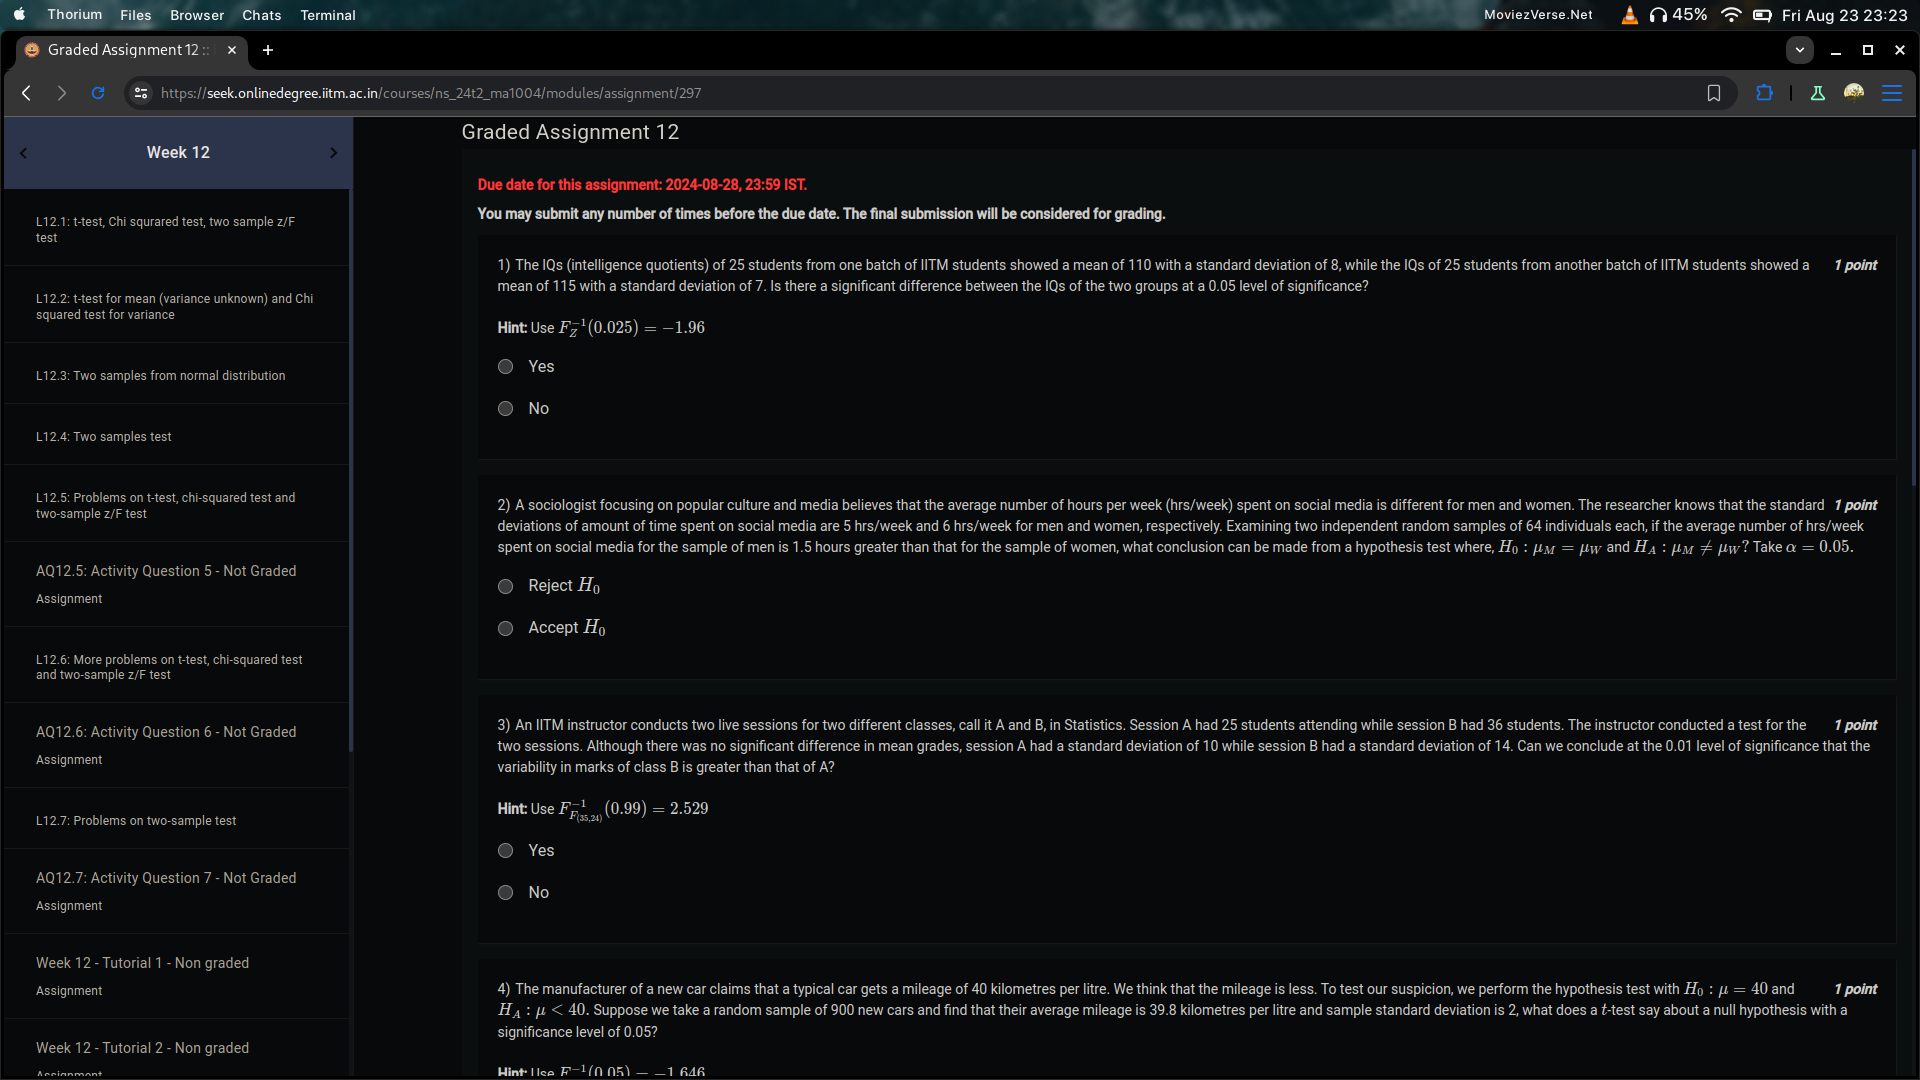 Thorium Files Browser Chats Terminal MoviezVerse.Net 45% Fri Aug 23 23:23
Graded Assignment 12 ::
https://seek.onlinedegree.iitm.ac.in/courses/ns_24t2_ma1004/modules/assignment/297
Week 12
L12.1: t-test, Chi squrared test, two sample z/F
test
L12.2: t-test for mean (variance unknown) and Chi
squared test for variance
L12.3: Two samples from normal distribution
L12.4: Two samples test
L12.5: Problems on t-test, chi-squared test and
two-sample z/F test
AQ12.5: Activity Question 5 - Not Graded
Assignment
L12.6: More problems on t-test, chi-squared test
and two-sample z/F test
AQ12.6: Activity Question 6 - Not Graded
Assignment
L12.7: Problems on two-sample test
AQ12.7: Activity Question 7 - Not Graded
Assignment
Week 12 - Tutorial 1 - Non graded
Assignment
Week 12 - Tutorial 2 - Non graded
Assignment
Graded Assignment 12
Due date for this assignment: 2024-08-28, 23:59 IST.
You may submit any number of times before the due date. The final submission will be considered for grading.
1) The IQs (intelligence quotients) of 25 students from one batch of IITM students showed a mean of 110 with a standard deviation of 8, while the IQs of 25 students from another batch of IITM students showed a 1 point
mean of 115 with a standard deviation of 7. Is there a significant difference between the IQs of the two groups at a 0.05 level of significance?
Hint: Use $F_Z^{-1}(0.025) = -1.96$
Yes
No
2) A sociologist focusing on popular culture and media believes that the average number of hours per week (hrs/week) spent on social media is different for men and women. The researcher knows that the standard 1 point
deviations of amount of time spent on social media are 5 hrs/week and 6 hrs/week for men and women, respectively. Examining two independent random samples of 64 individuals each, if the average number of hrs/week
spent on social media for the sample of men is 1.5 hours greater than that for the sample of women, what conclusion can be made from a hypothesis test where, $H_0 : \mu_M = \mu_W$ and $H_A : \mu_M \neq \mu_W$? Take $\alpha = 0.05$.
Reject $H_0$
Accept $H_0$
3) An IITM instructor conducts two live sessions for two different classes, call it A and B, in Statistics. Session A had 25 students attending while session B had 36 students. The instructor conducted a test for the 1 point
two sessions. Although there was no significant difference in mean grades, session A had a standard deviation of 10 while session B had a standard deviation of 14. Can we conclude at the 0.01 level of significance that the
variability in marks of class B is greater than that of A?
Hint: Use $F_{F_{(35,24)}}^{-1}(0.99) = 2.529$
Yes
No
4) The manufacturer of a new car claims that a typical car gets a mileage of 40 kilometres per litre. We think that the mileage is less. To test our suspicion, we perform the hypothesis test with $H_0 : \mu = 40$ and 1 point
$H_A : \mu < 40$. Suppose we take a random sample of 900 new cars and find that their average mileage is 39.8 kilometres per litre and sample standard deviation is 2, what does a $t$-test say about a null hypothesis with a
significance level of 0.05?
Hint: Use $F^{-1}(0.05) = -1.646$